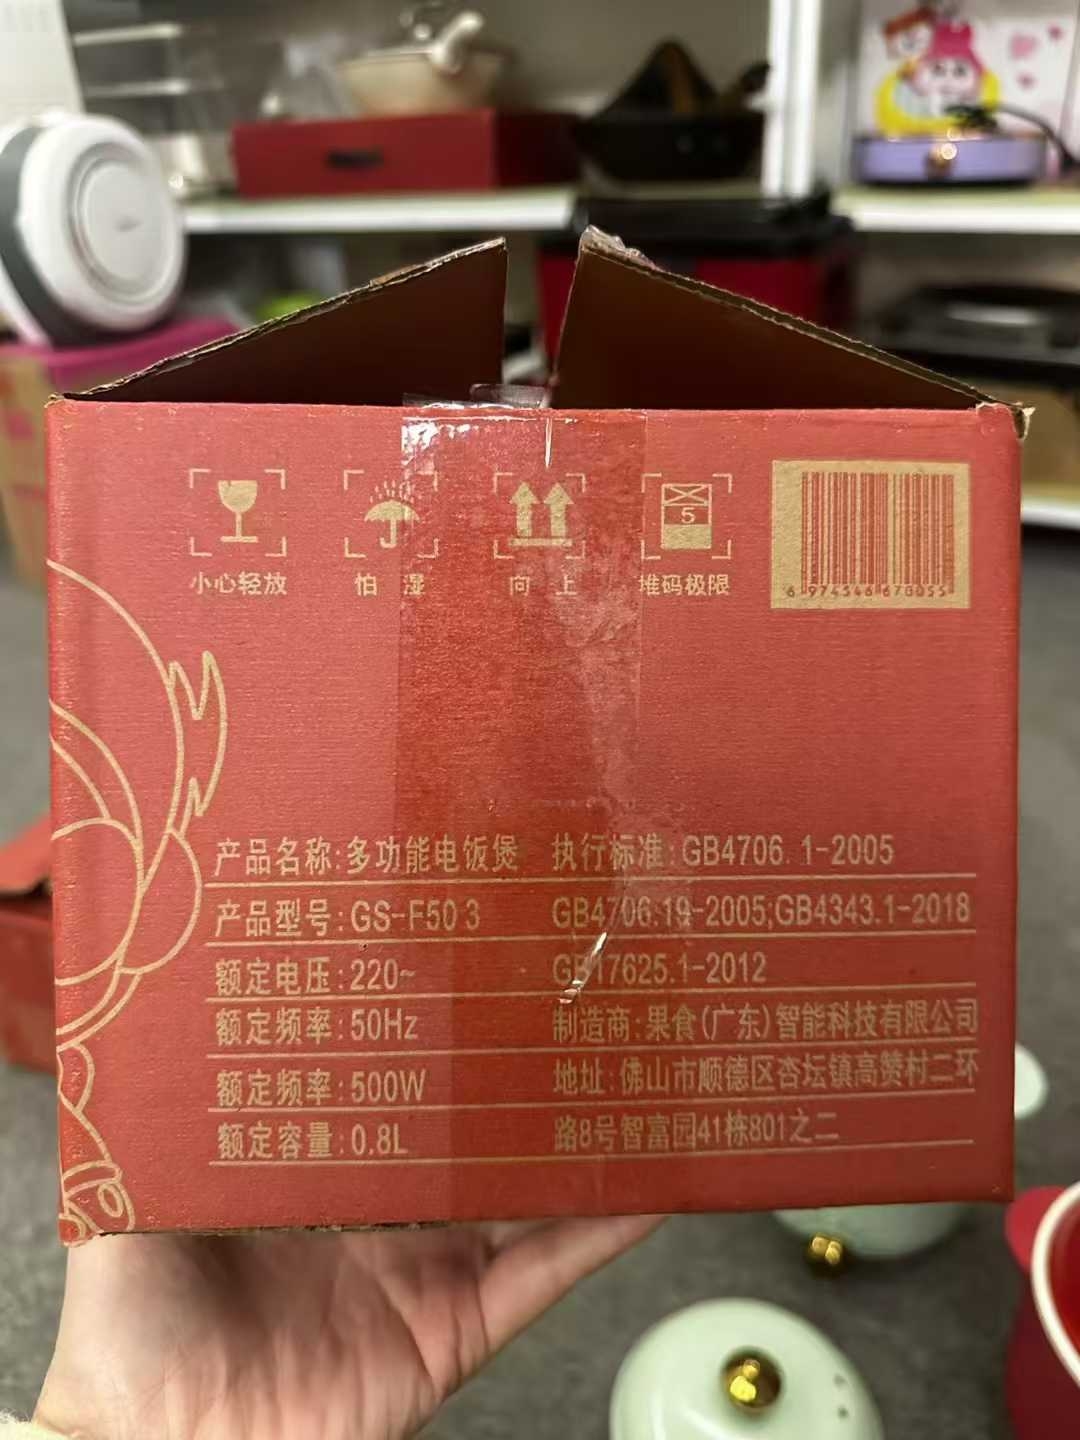 小心轻放
怕 湿
向 上
5
堆码极限
6 974546 670055
产品名称:多功能电饭煲
产品型号:GS-F503
额定电压:220~
额定频率:50Hz
额定频率:500W
额定容量:0.8L
执行标准:GB4706.1-2005
GB4706.19-2005;GB4343.1-2018
GB17625.1-2012
制造商:果食(广东)智能科技有限公司
地址:佛山市顺德区杏坛镇高赞村二环
路8号智富园41栋801之二